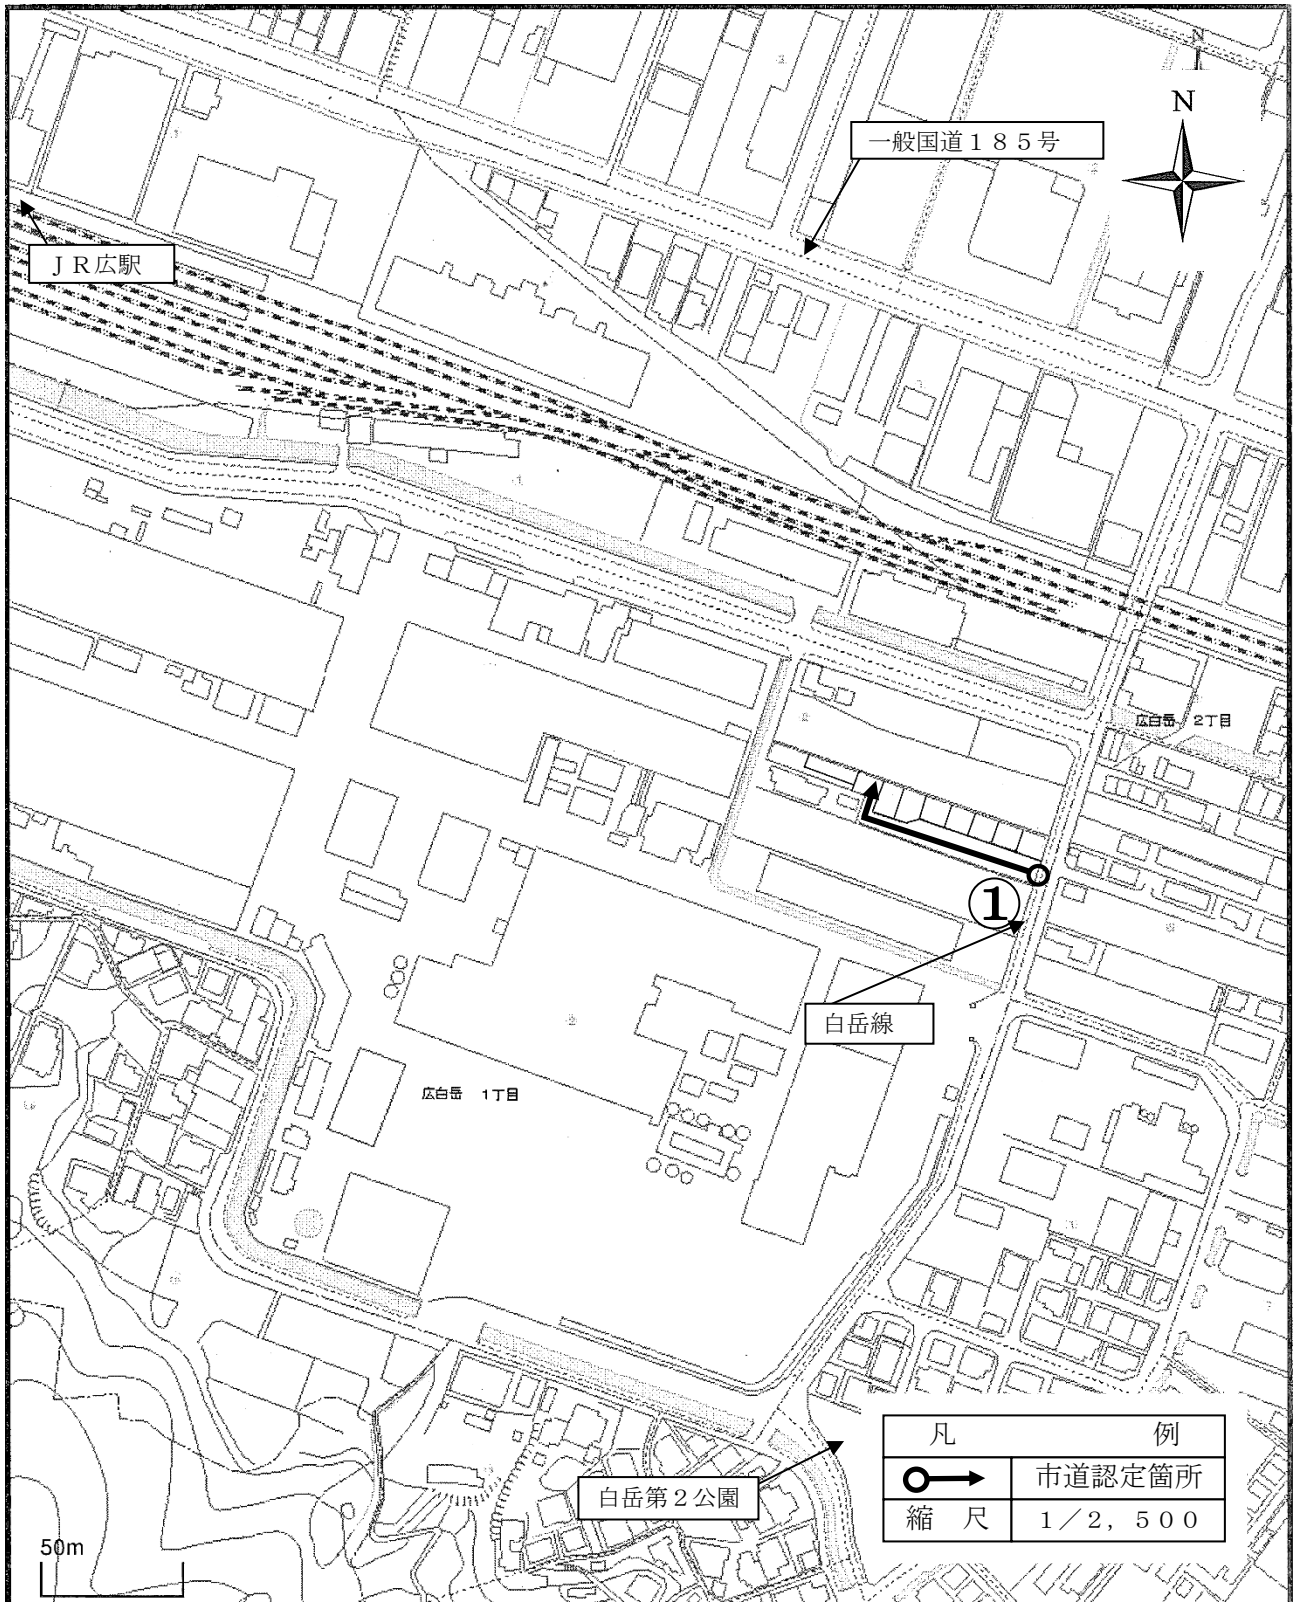 N
N
一般国道１８５号
ＪＲ広駅
広白岳 2丁目
①
白岳線
広白岳 1丁目
白岳第２公園
凡 例
市道認定箇所
縮 尺 １／２，５００
50m